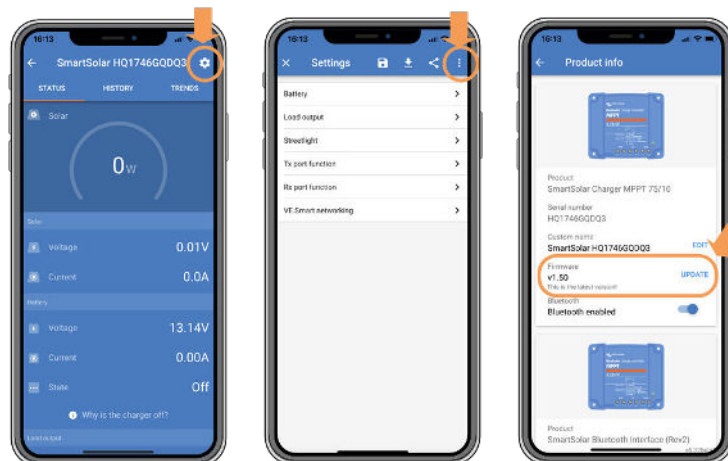 16:13
SmartSolar HQ1746GQDQ3
STATUS HISTORY TRENDS
Solar
0W
Solar
Voltage 0.01V
Current 0.0A
Battery
Voltage 13.14V
Current 0.00A
State Off
Why is the charger off?
Load output
16:13
Settings
Battery
Load output
Streetlight
Tx port function
Rx port function
VE.Smart networking
16:13
Product info
MPPT
Product
SmartSolar Charger MPPT 75/10
Serial number
HQ1746GQDQ3
Custom name
SmartSolar HQ1746GQDQ3 EDIT
Firmware
v1.50 UPDATE
This is the latest version!
Bluetooth
Bluetooth enabled
MPPT
Product
SmartSolar Bluetooth Interface (Rev2)